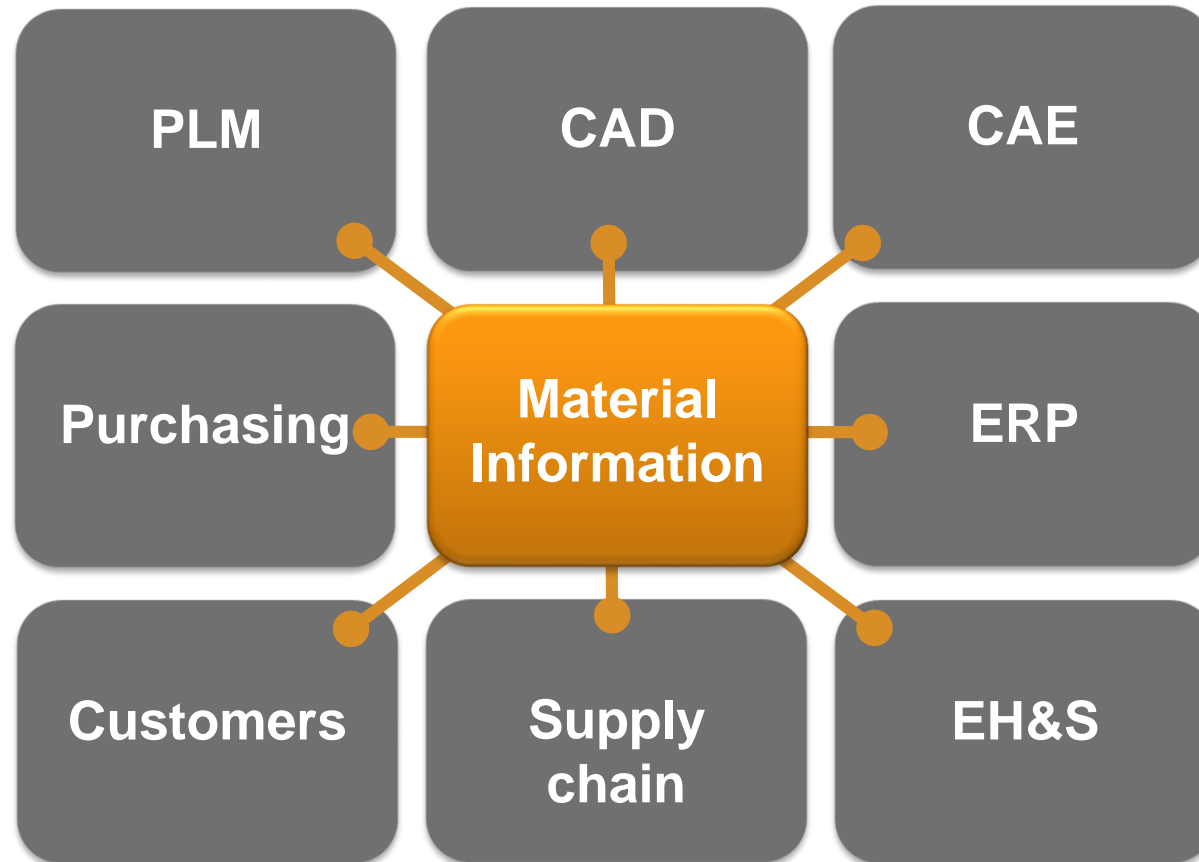 PLM
CAD
CAE
Purchasing
Material
Information
ERP
Customers
Supply
chain
EH&S